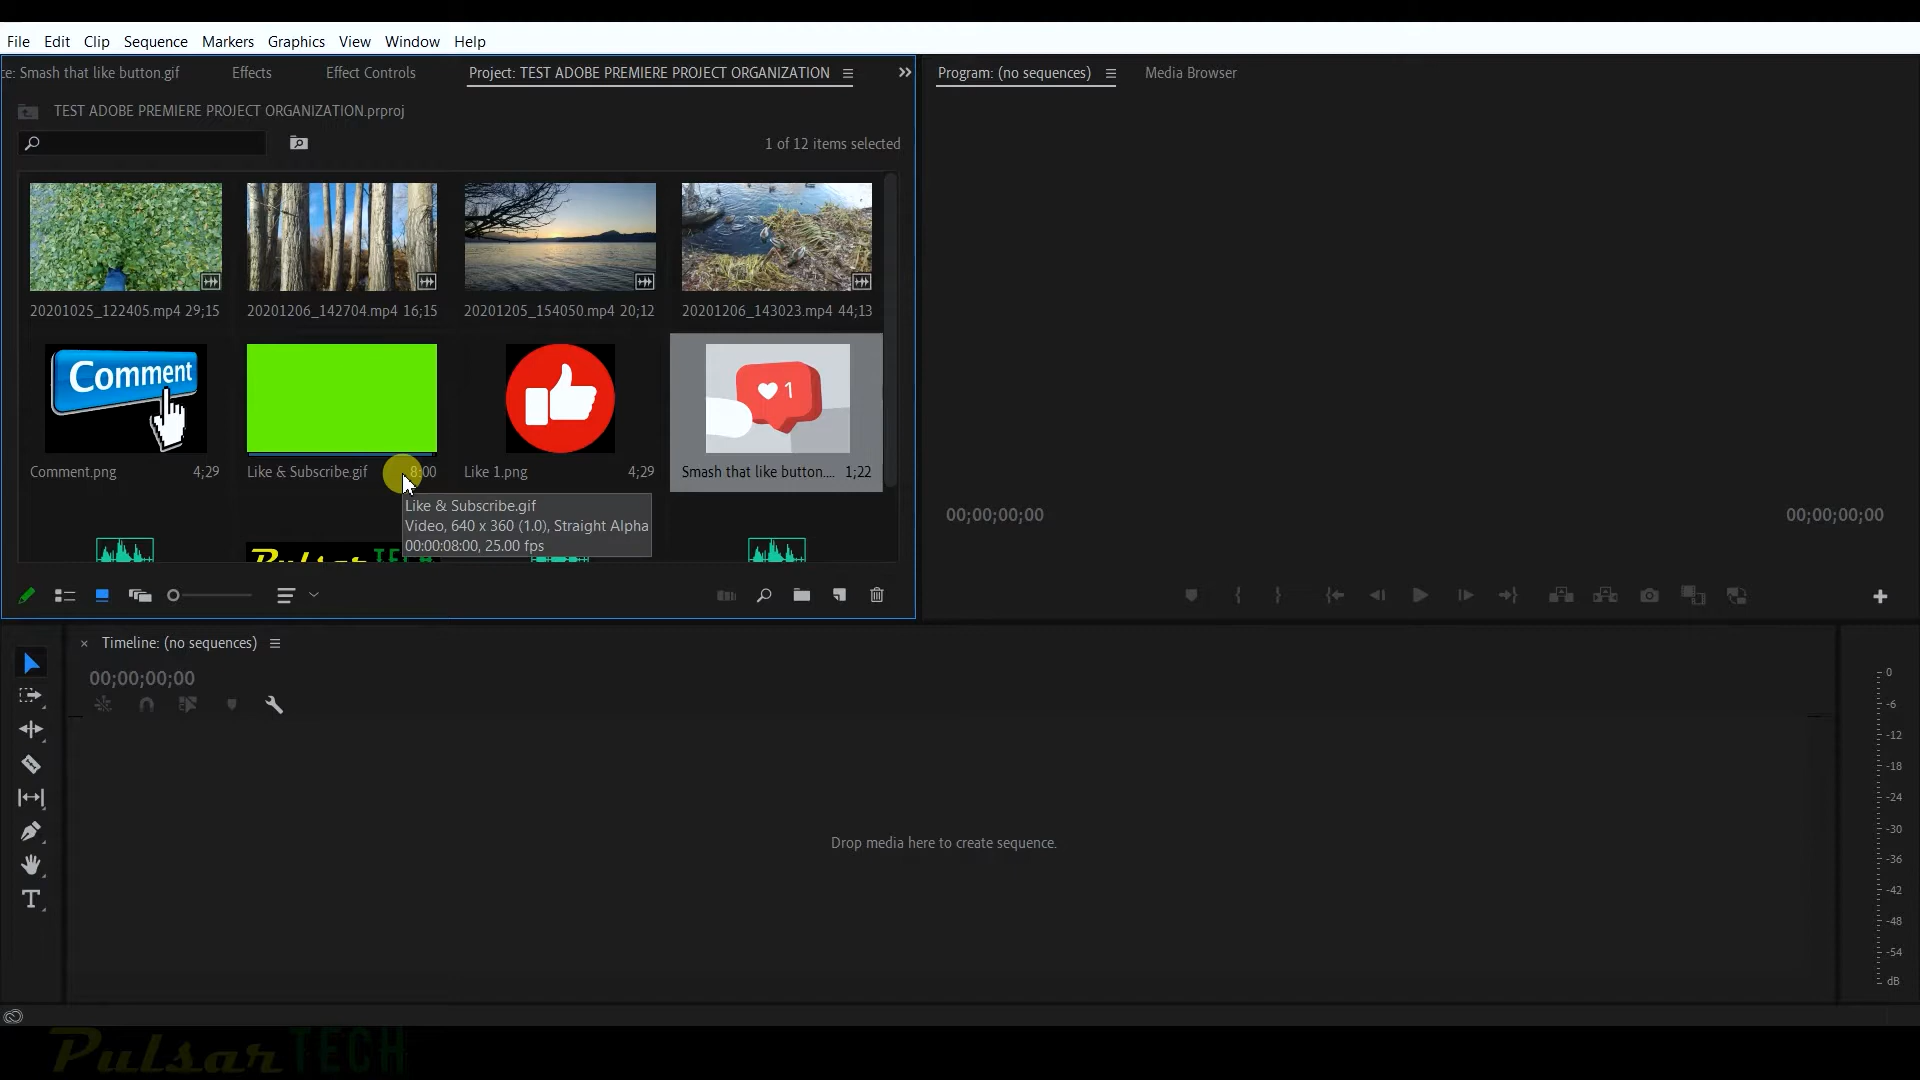 File Edit Clip Sequence Markers Graphics View Window Help
ce: Smash that like button.gif Effects Effect Controls Project: TEST ADOBE PREMIERE PROJECT ORGANIZATION Program: (no sequences) Media Browser
TEST ADOBE PREMIERE PROJECT ORGANIZATION.prproj
1 of 12 items selected
20201025_122405.mp4 29;15 20201206_142704.mp4 16;15 20201205_154050.mp4 20;12 20201206_143023.mp4 44;13
Comment
1
Comment.png 4;29 Like & Subscribe.gif 8:00 Like 1.png 4;29 Smash that like button.... 1;22
Like & Subscribe.gif
Video, 640 x 360 (1.0), Straight Alpha
00:00:08:00, 25.00 fps
Pulsar TECH
00;00;00;00 00;00;00;00
Timeline: (no sequences)
00;00;00;00
Drop media here to create sequence.
0
-6
-12
-18
-24
-30
-36
-42
-48
-54
dB
Pulsar TECH